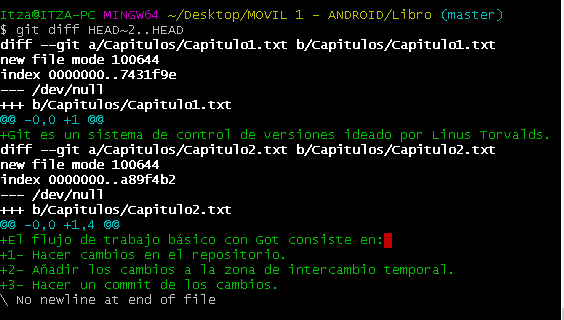 Itza@ITZA-PC MINGW64 ~/Desktop/MOVIL 1 - ANDROID/Libro (master)
$ git diff HEAD~2..HEAD
diff --git a/Capitulos/Capitulo1.txt b/Capitulos/Capitulo1.txt
new file mode 100644
index 0000000..7431f9e
--- /dev/null
+++ b/Capitulos/Capitulo1.txt
@@ -0,0 +1 @@
+Git es un sistema de control de versiones ideado por Linus Torvalds.
diff --git a/Capitulos/Capitulo2.txt b/Capitulos/Capitulo2.txt
new file mode 100644
index 0000000..a89f4b2
--- /dev/null
+++ b/Capitulos/Capitulo2.txt
@@ -0,0 +1,4 @@
+El flujo de trabajo básico con Got consiste en:
+1- Hacer cambios en el repositorio.
+2- Añadir los cambios a la zona de intercambio temporal.
+3- Hacer un commit de los cambios.
\ No newline at end of file